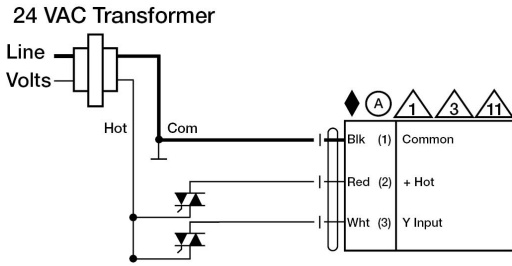 24 VAC Transformer
Line
Volts
Hot
Com
A
1
3
11
Blk (1) Common
Red (2) + Hot
Wht (3) Y Input